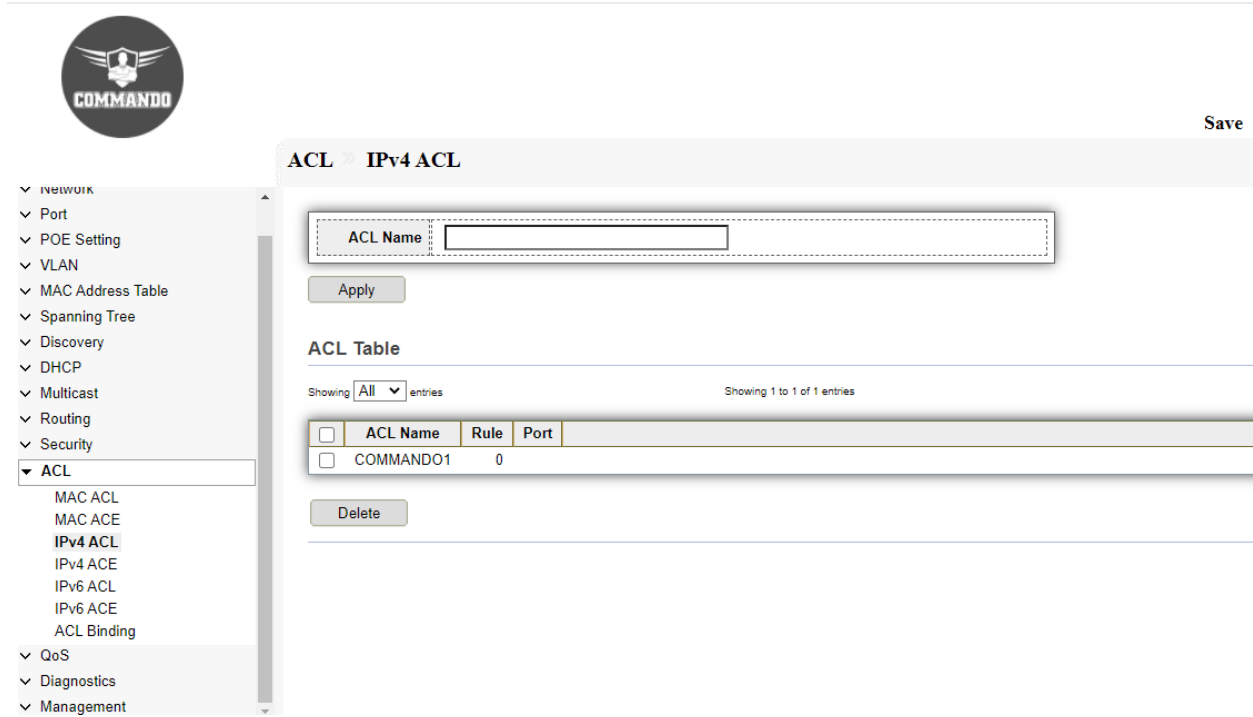 COMMANDO
Save
ACL » IPv4 ACL
Network
Port
POE Setting
VLAN
MAC Address Table
Spanning Tree
Discovery
DHCP
Multicast
Routing
Security
ACL
MAC ACL
MAC ACE
IPv4 ACL
IPv4 ACE
IPv6 ACL
IPv6 ACE
ACL Binding
QoS
Diagnostics
Management
ACL Name
Apply
ACL Table
Showing All entries Showing 1 to 1 of 1 entries
ACL Name Rule Port
COMMANDO1 0
Delete